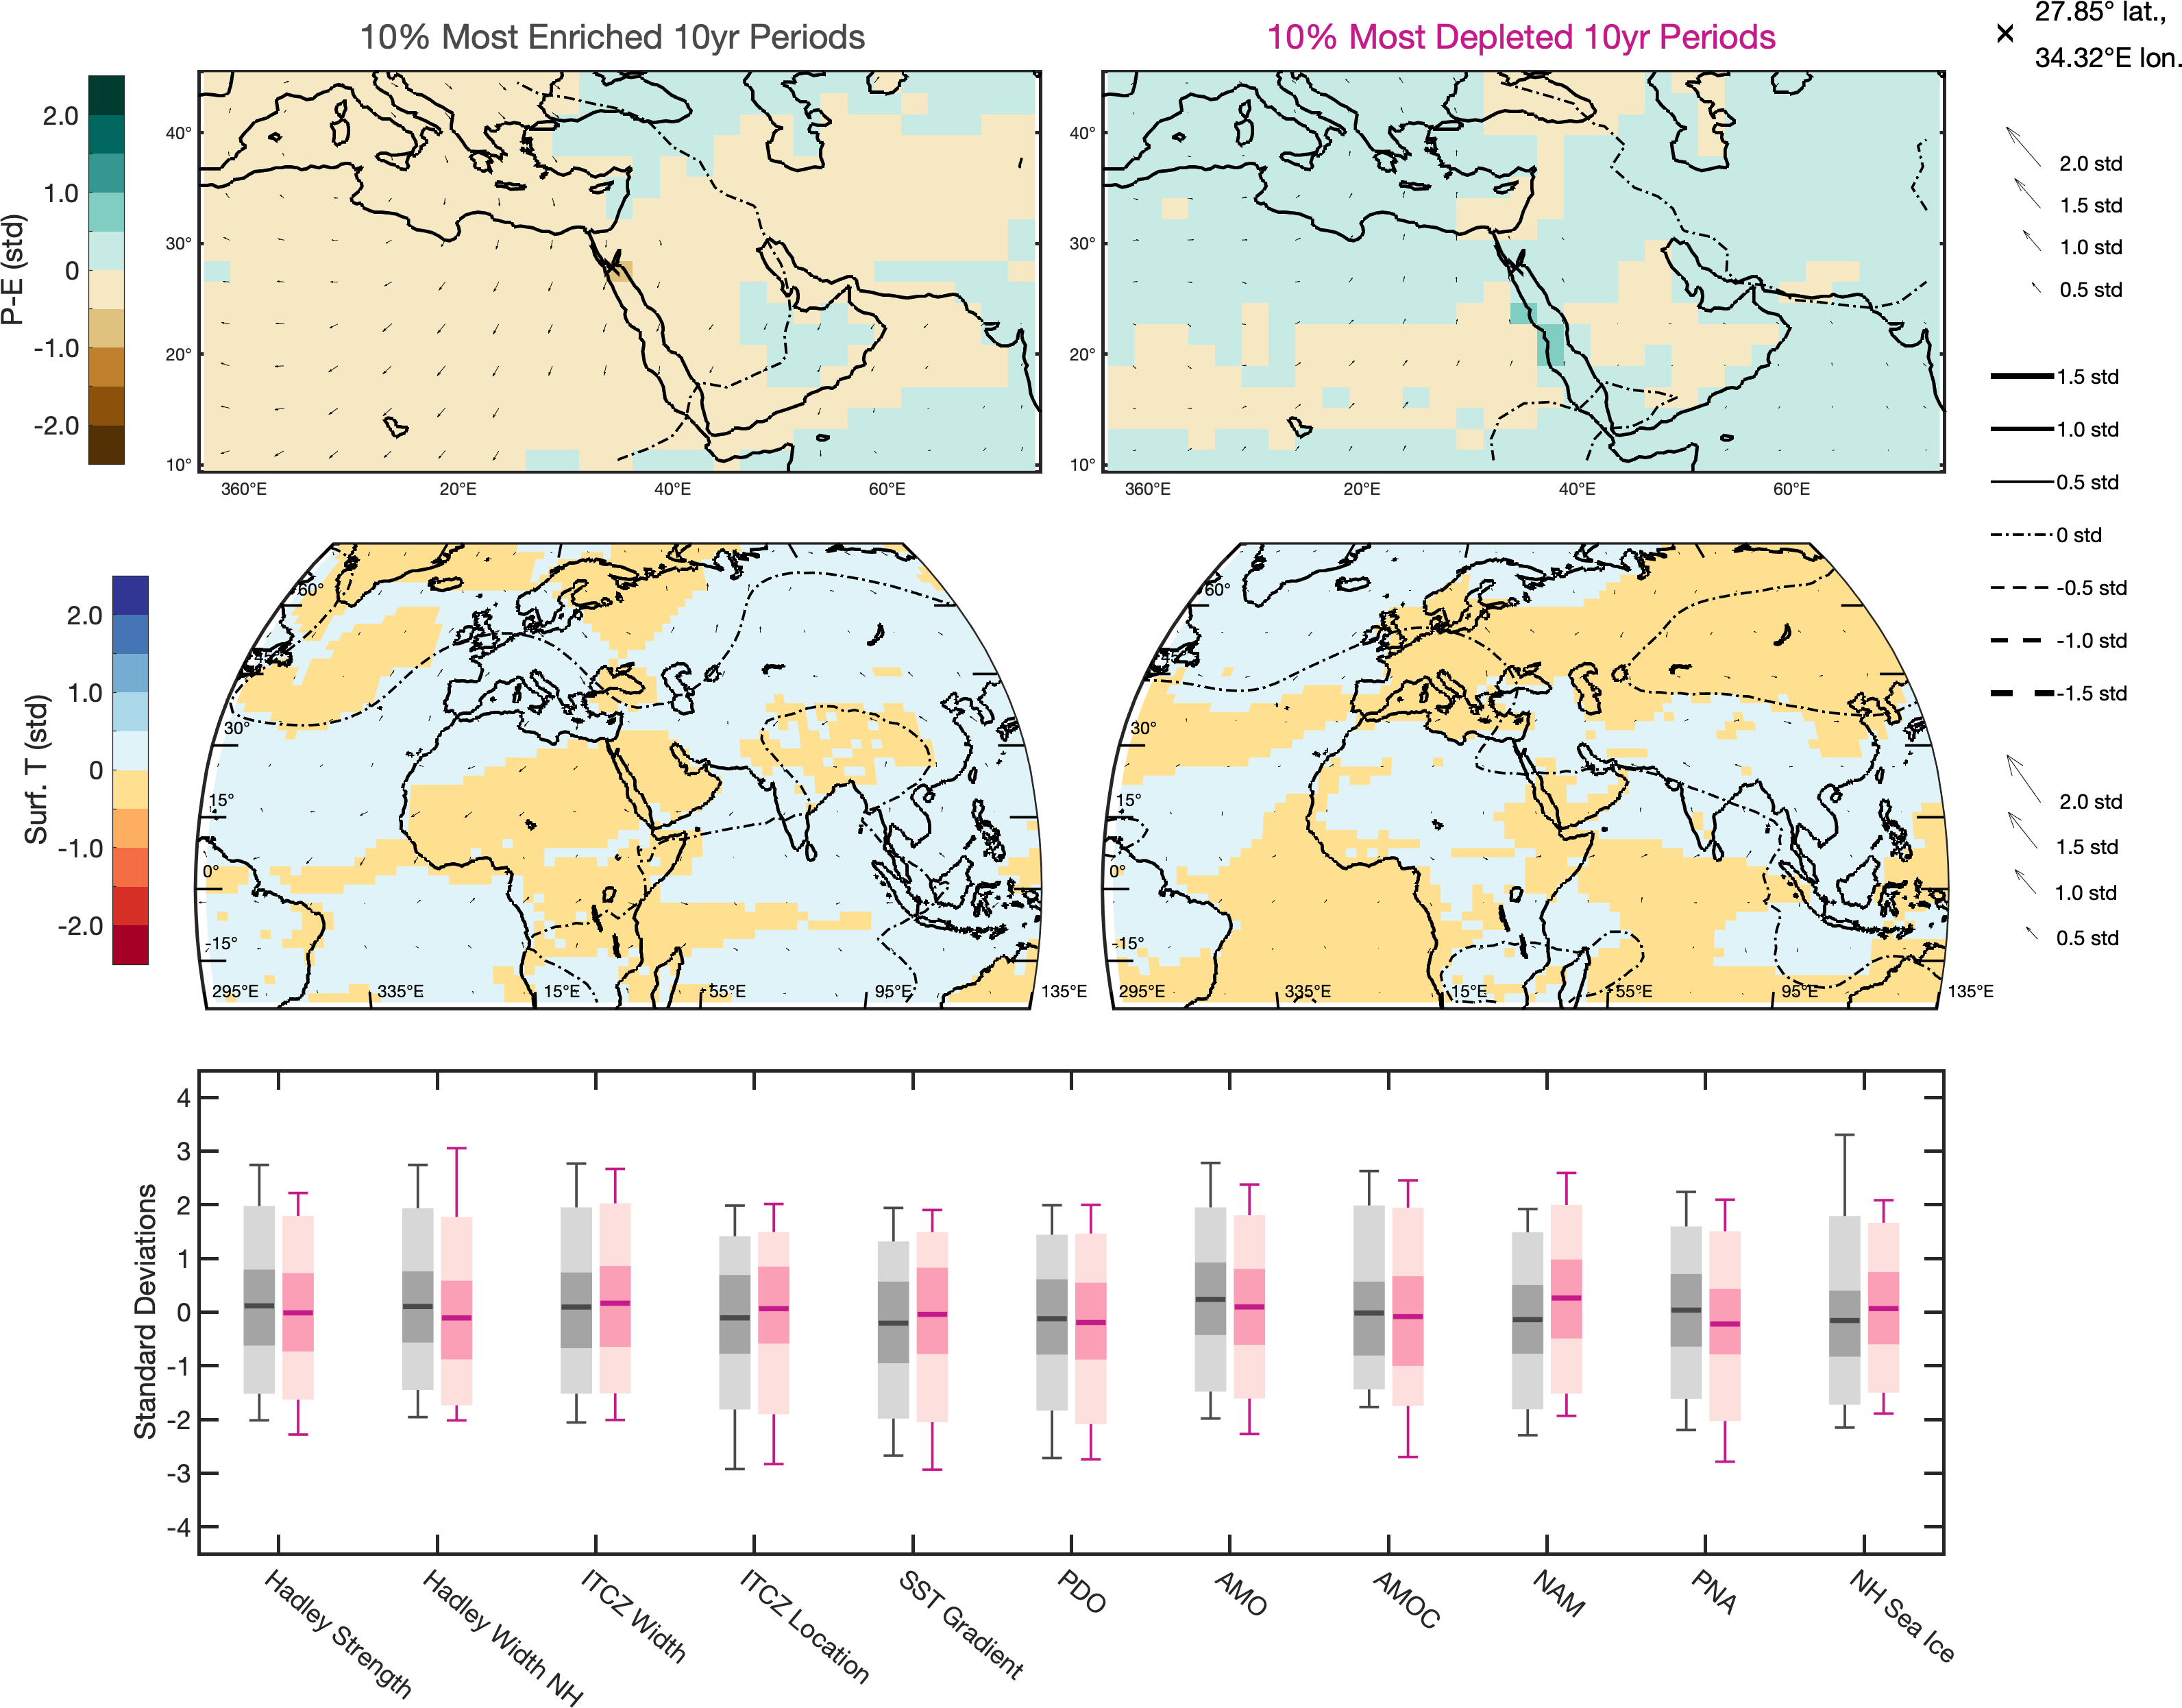 10% Most Enriched 10yr Periods
10% Most Depleted 10yr Periods
27.85° lat.,
34.32°E lon.
P-E (std)
2.0
1.0
0
-1.0
-2.0
40°
30°
20°
10°
360°E
20°E
40°E
60°E
40°
30°
20°
10°
360°E
20°E
40°E
60°E
2.0 std
1.5 std
1.0 std
0.5 std
1.5 std
1.0 std
0.5 std
0 std
-0.5 std
-1.0 std
-1.5 std
Surf. T (std)
2.0
1.0
0
-1.0
-2.0
60°
30°
15°
0°
-15°
295°E
335°E
15°E
55°E
95°E
135°E
60°
30°
15°
0°
-15°
295°E
335°E
15°E
55°E
95°E
135°E
2.0 std
1.5 std
1.0 std
0.5 std
Standard Deviations
4
3
2
1
0
-1
-2
-3
-4
Hadley Strength
Hadley Width NH
ITCZ Width
ITCZ Location
SST Gradient
PDO
AMO
AMOC
NAM
PNA
NH Sea Ice